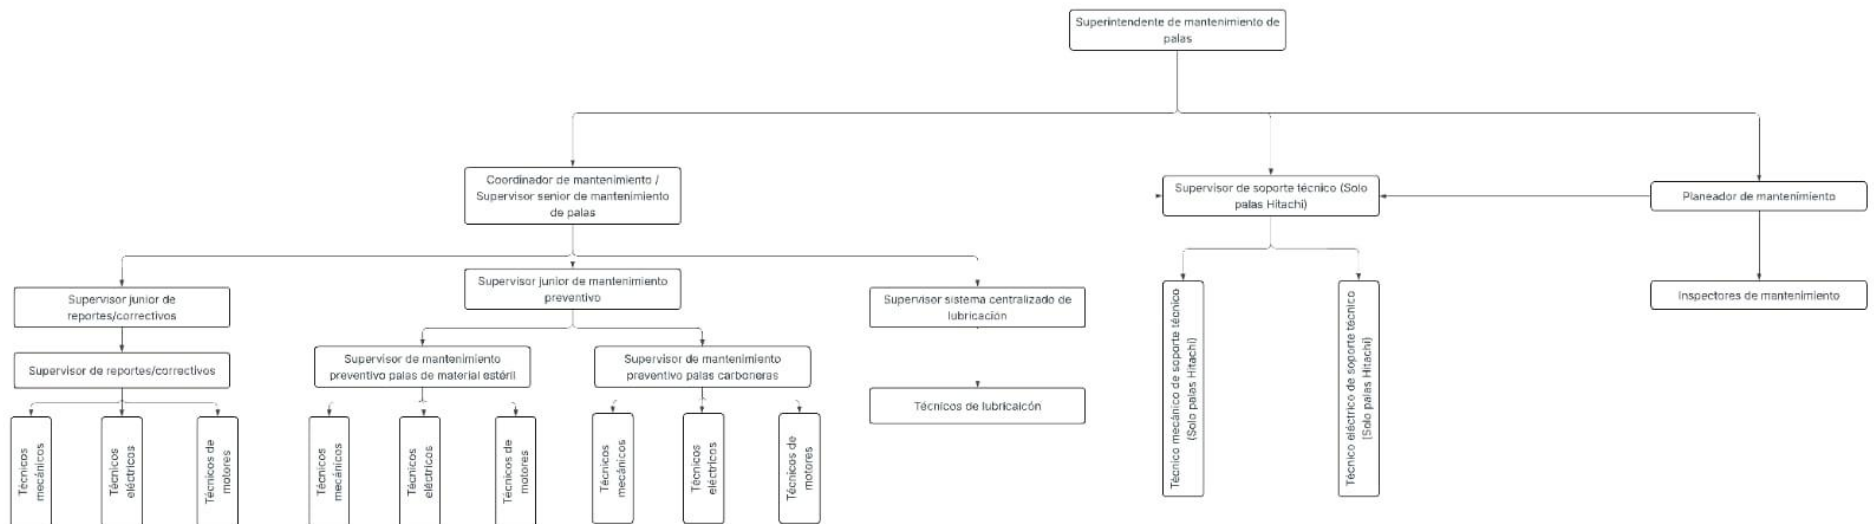 Superintendente de mantenimiento de
palas
Coordinador de mantenimiento /
Supervisor senior de mantenimiento
de palas
Supervisor de soporte técnico (Solo
palas Hitachi)
Planeador de mantenimiento
Supervisor junior de
reportes/correctivos
Supervisor junior de mantenimiento
preventivo
Supervisor sistema centralizado de
lubricación
Inspectores de mantenimiento
Supervisor de reportes/correctivos
Supervisor de mantenimiento
preventivo palas de material estéril
Supervisor de mantenimiento
preventivo palas carboneras
Técnicos de lubricaicón
Técnico mecánico de soporte técnico
(Solo palas Hitachi)
Técnico eléctrico de soporte técnico
(Solo palas Hitachi)
Técnicos
mecánicos
Técnicos
eléctricos
Técnicos de
motores
Técnicos
mecánicos
Técnicos
eléctricos
Técnicos de
motores
Técnicos
mecánicos
Técnicos
eléctricos
Técnicos de
motores